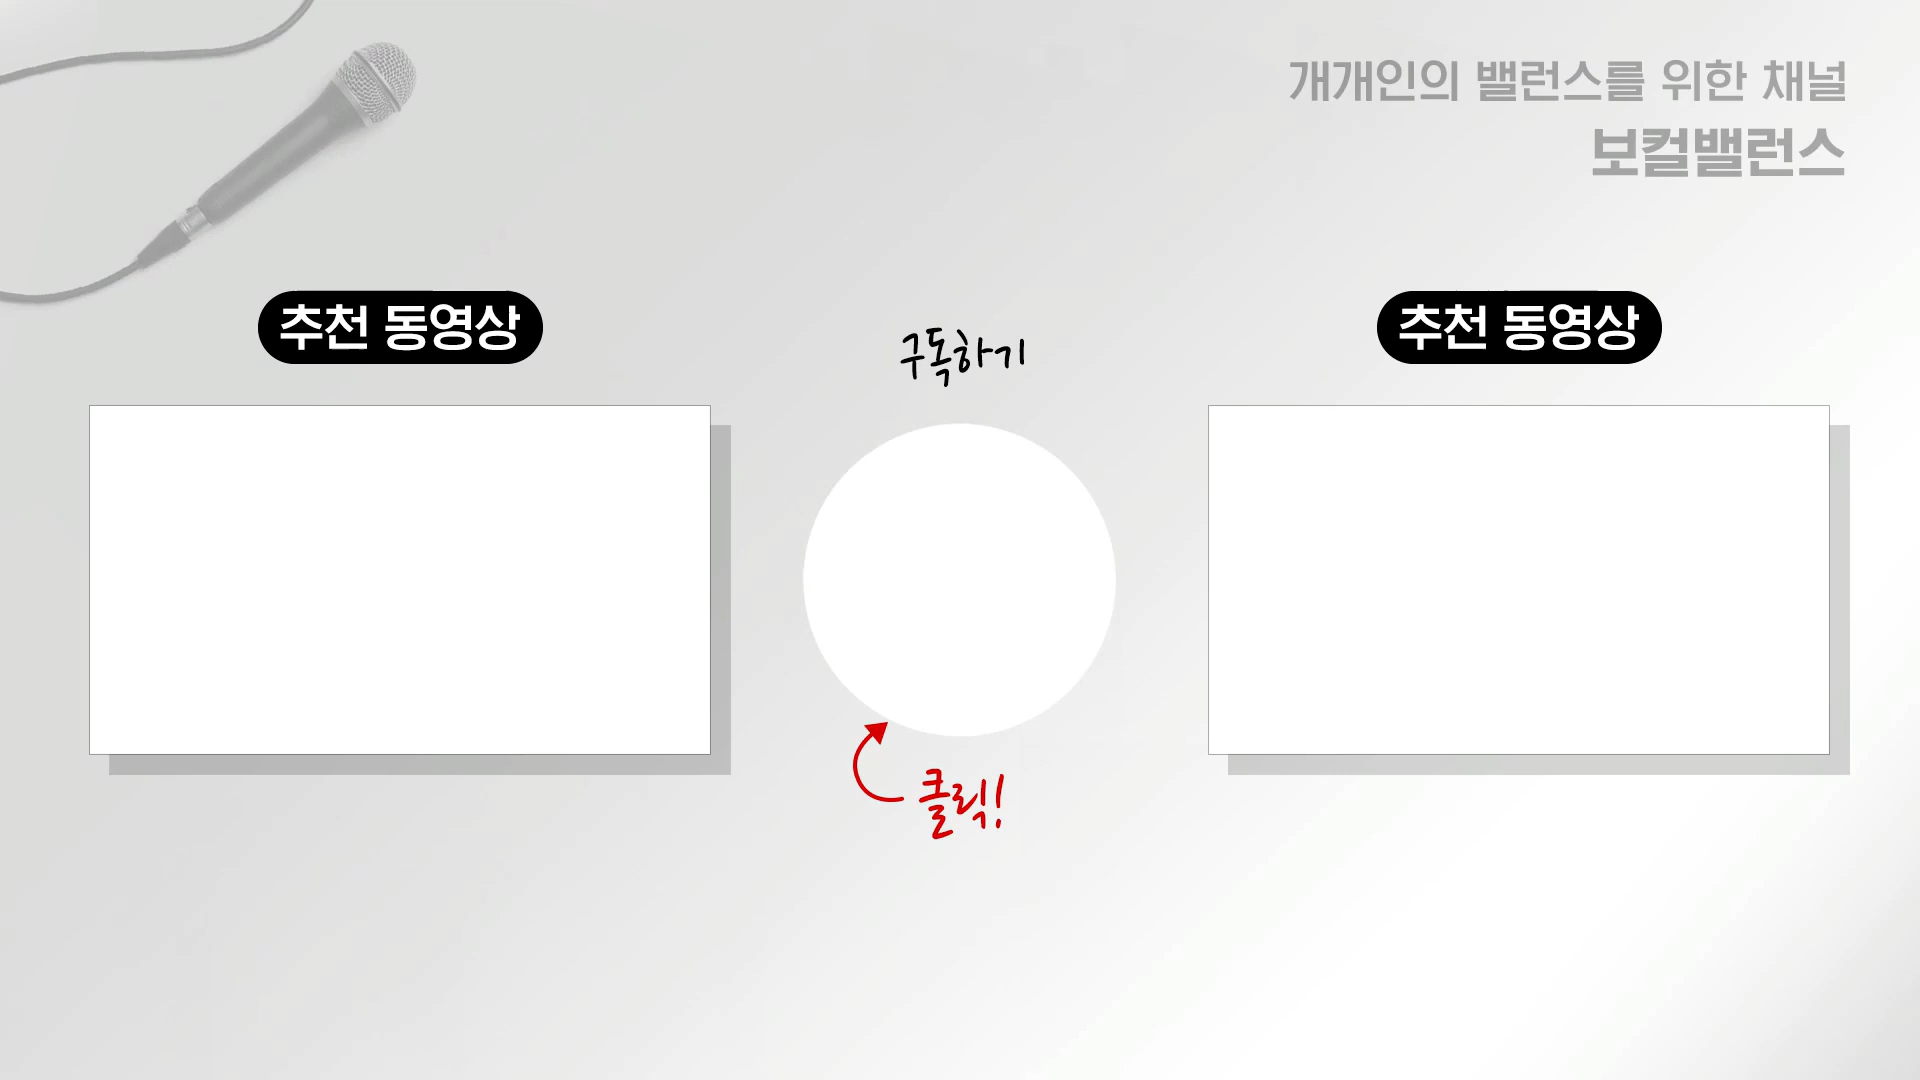 개개인의 밸런스를 위한 채널
보컬밸런스
추천 동영상
구독하기
추천 동영상
클릭!